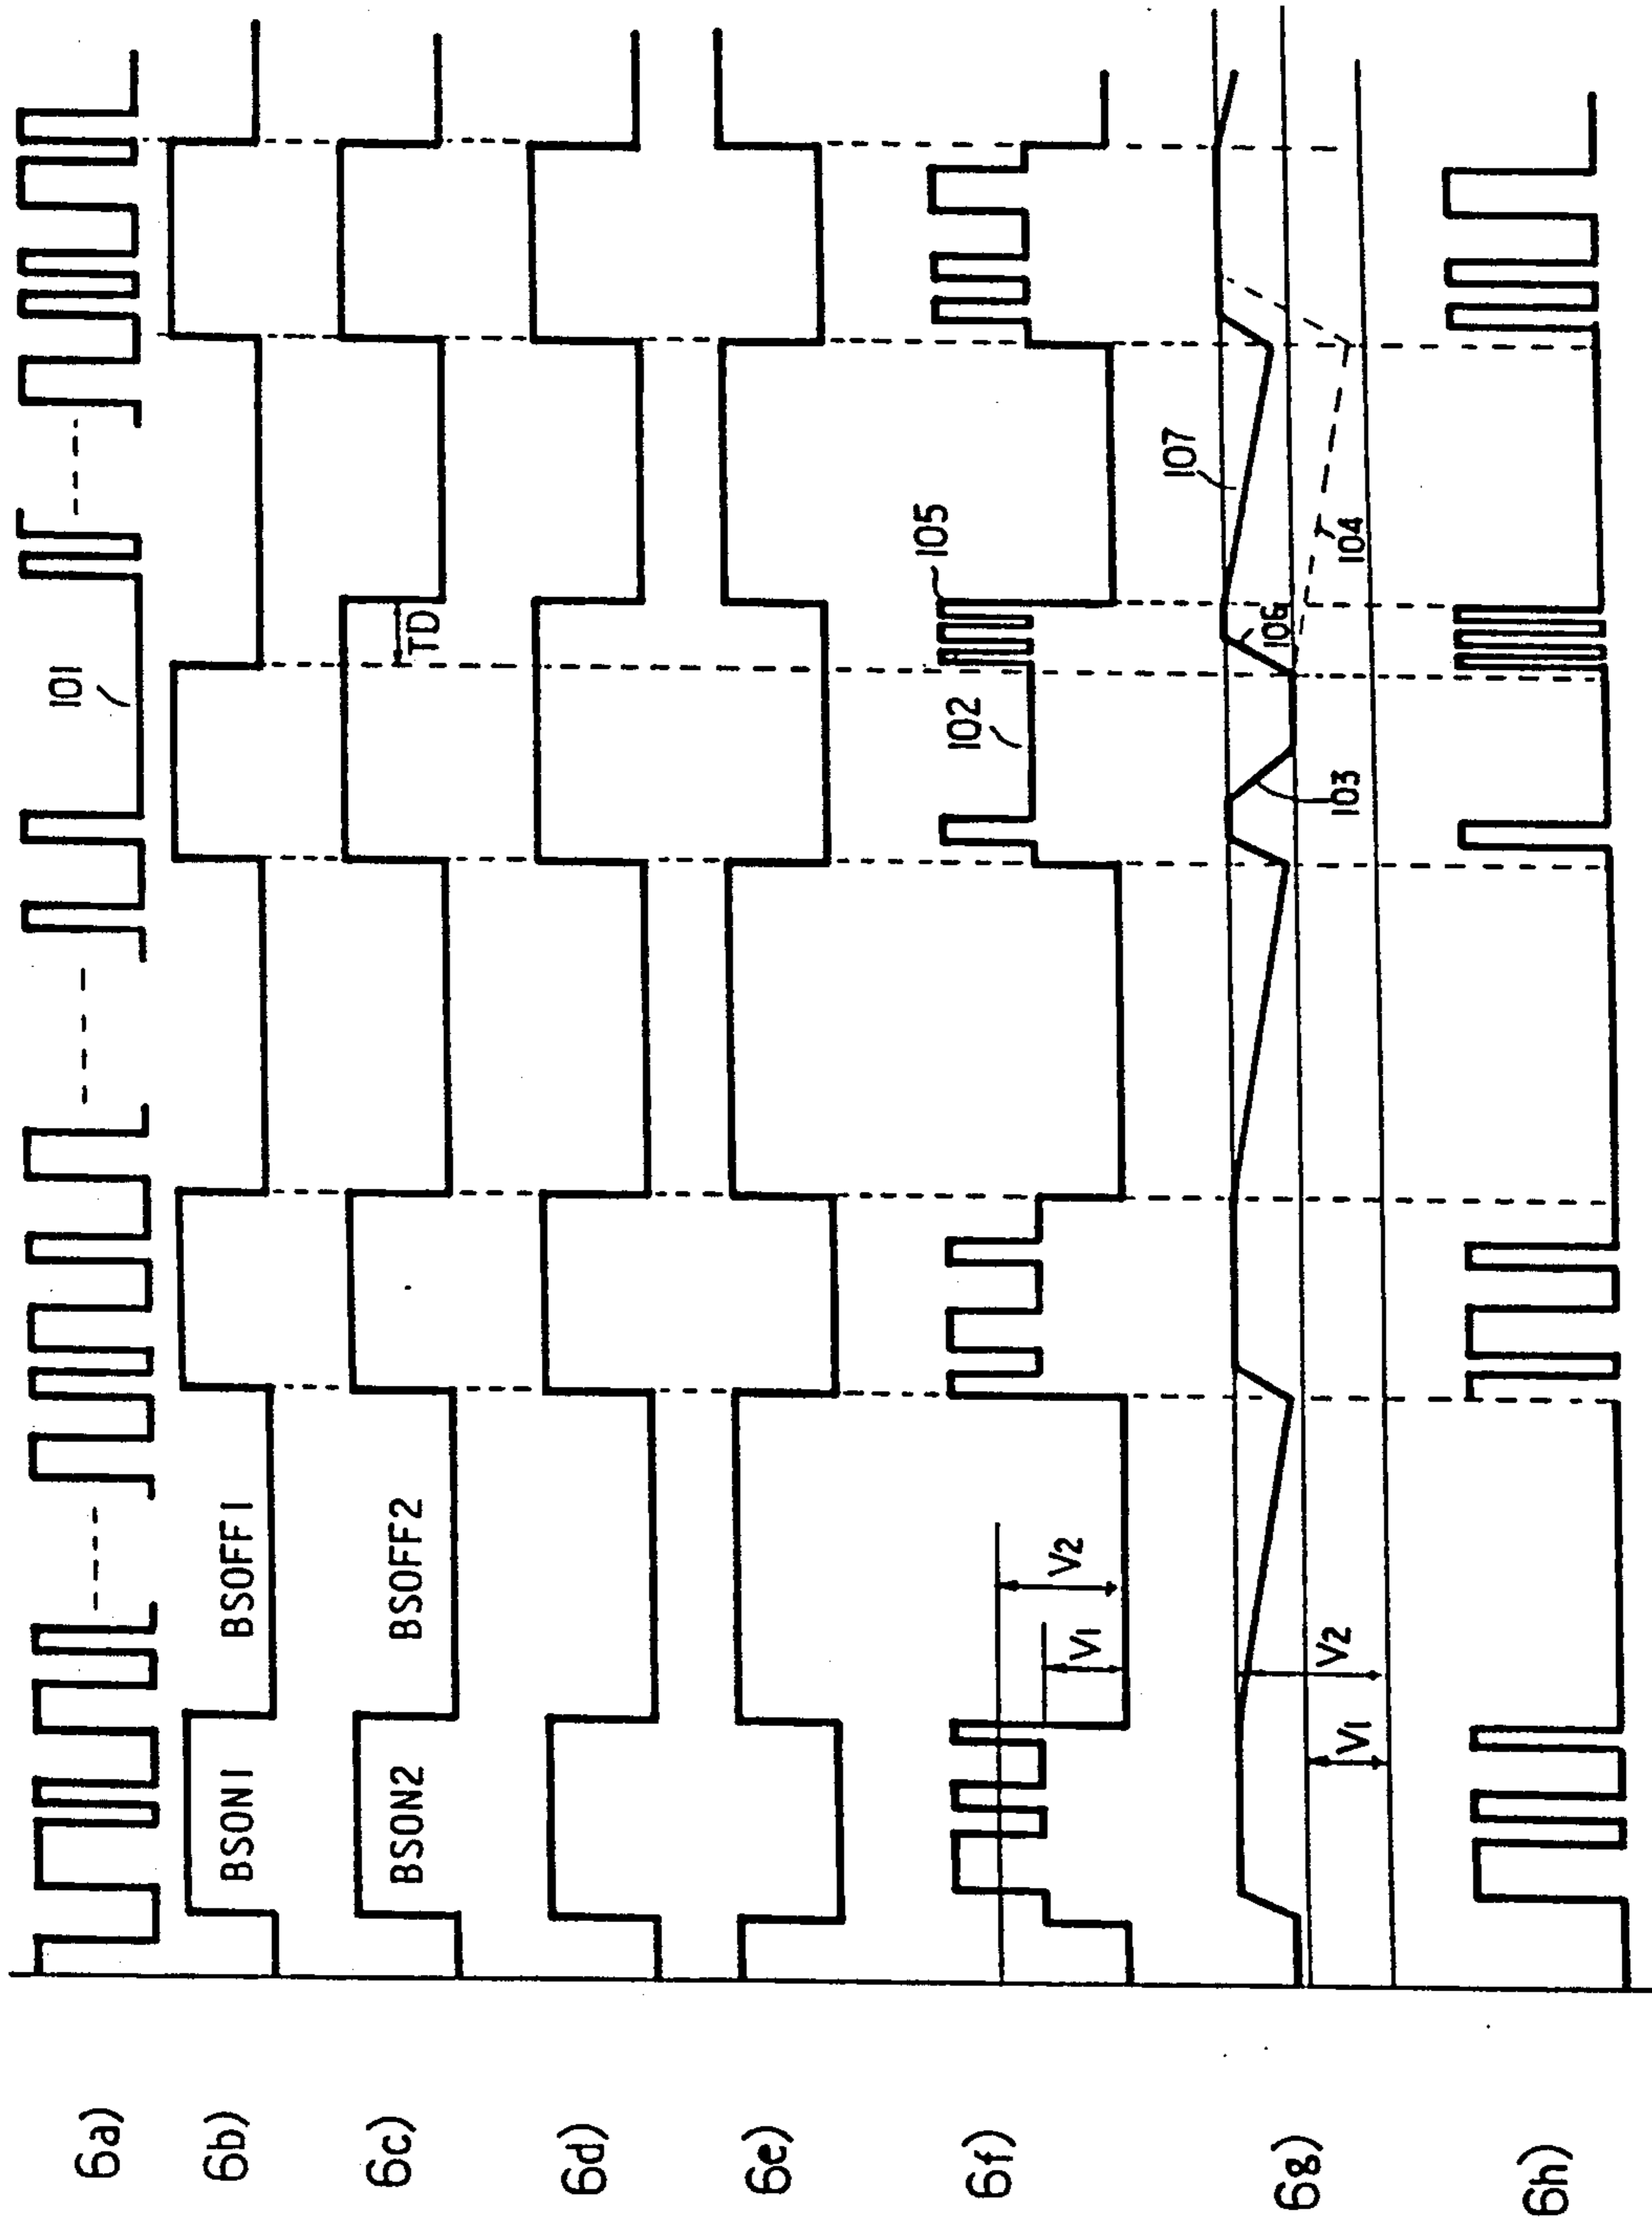 6a)
101
6b)
BSON1
BSOFF1
6c)
BSON2
BSOFF2
TD
6d)
6e)
6f)
V1
V2
102
105
6g)
V1
V2
103
106
104
107
6h)